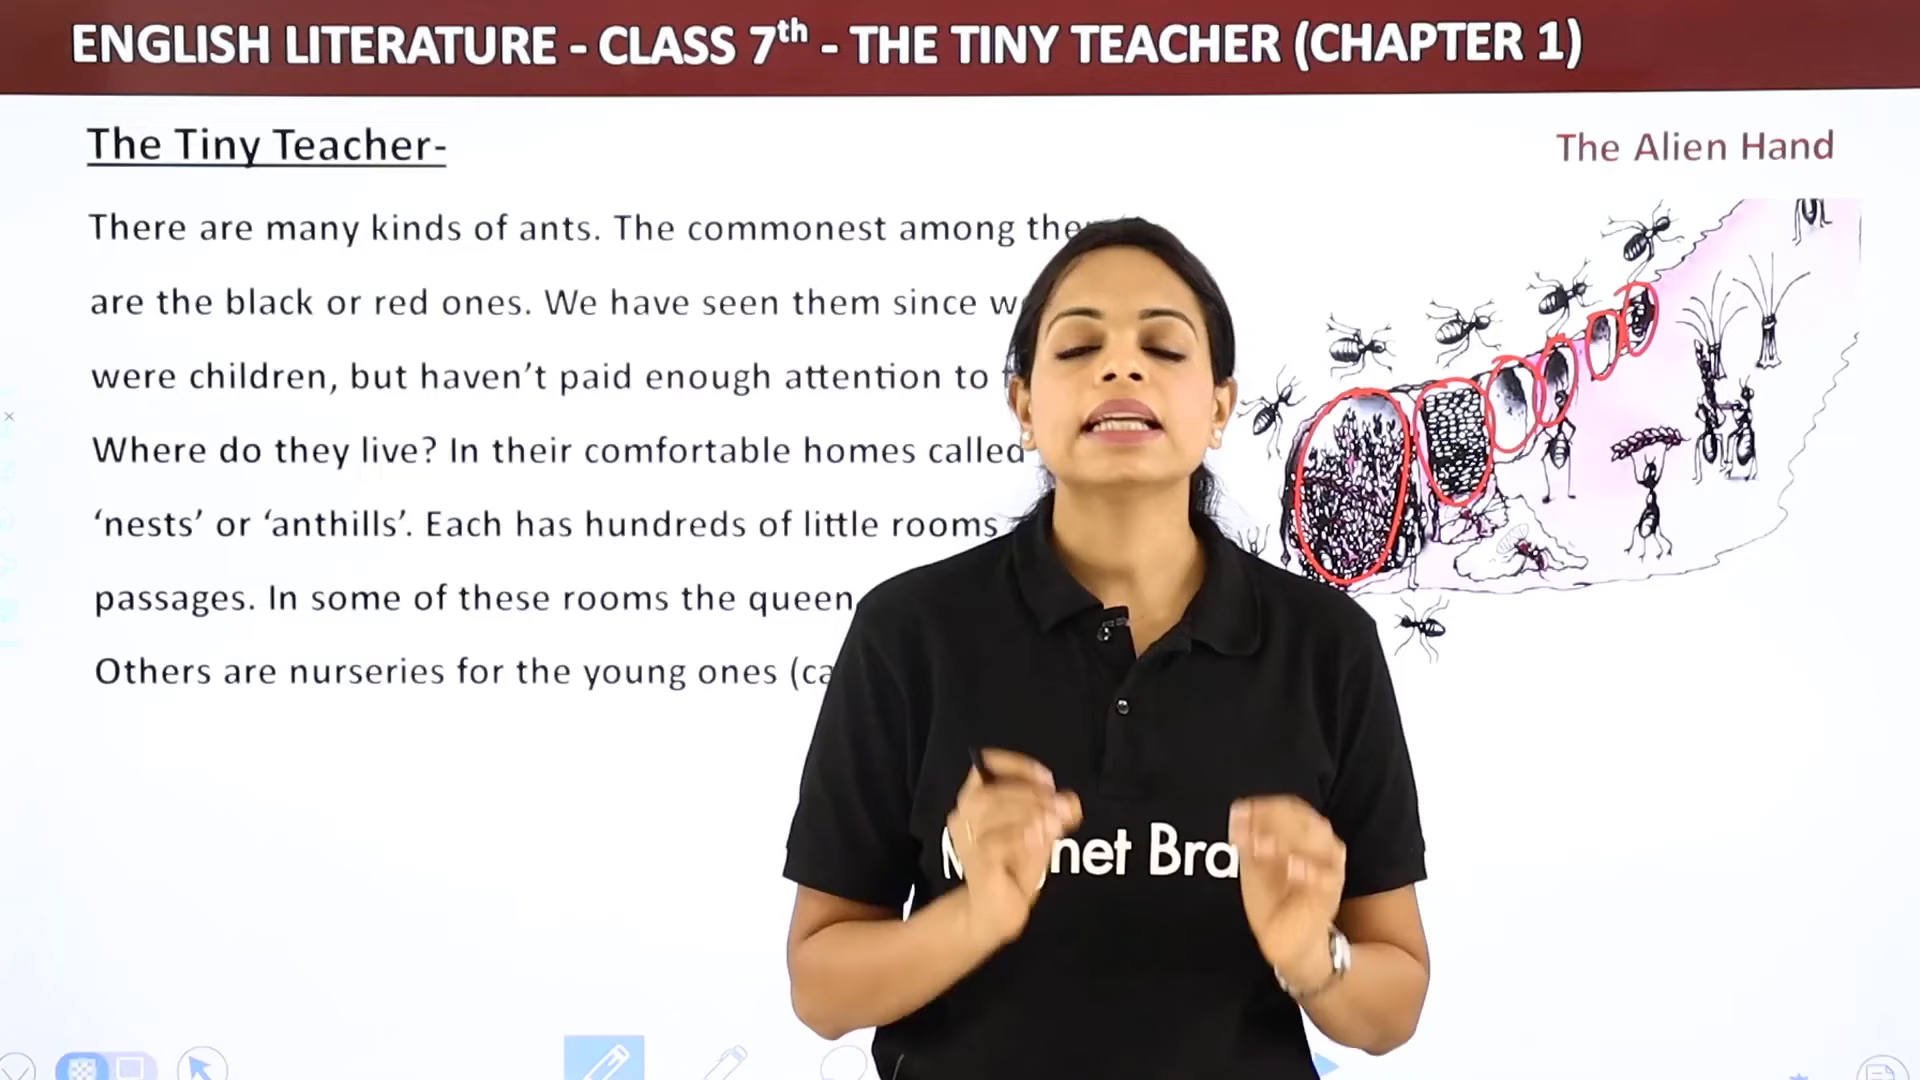 ENGLISH LITERATURE - CLASS 7th - THE TINY TEACHER (CHAPTER 1)
The Tiny Teacher-
The Alien Hand
There are many kinds of ants. The commonest among
are the black or red ones. We have seen them since
were children, but haven’t paid enough attention to
Where do they live? In their comfortable homes called
‘nests’ or ‘anthills’. Each has hundreds of little rooms
passages. In some of these rooms the queen
Others are nurseries for the young ones